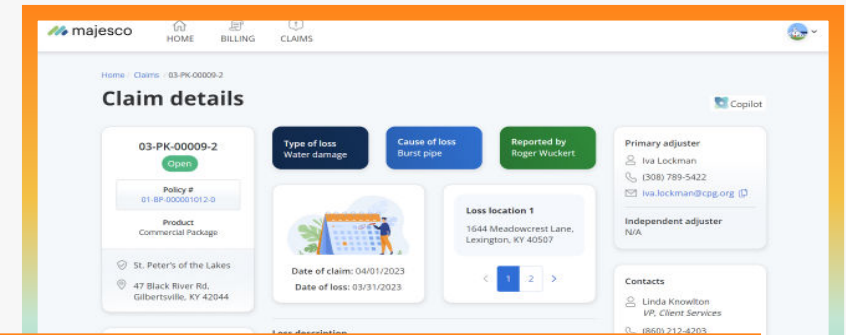 majesco
HOME
BILLING
CLAIMS
Home / Claims / 03-PK-00009-2
Claim details
Copilot
03-PK-00009-2
Open
Policy #
01-BP-000001012-0
Product
Commercial Package
St. Peter's of the Lakes
47 Black River Rd.
Gilbertsville, KY 42044
Type of loss
Water damage
Cause of loss
Burst pipe
Reported by
Roger Wuckert
Date of claim: 04/01/2023
Date of loss: 03/31/2023
Loss location 1
1644 Meadowcrest Lane,
Lexington, KY 40507
< 1 2 >
Loss description
Primary adjuster
Iva Lockman
(308) 789-5422
iva.lockman@cpg.org
Independent adjuster
N/A
Contacts
Linda Knowlton
VP, Client Services
(860) 212-4203